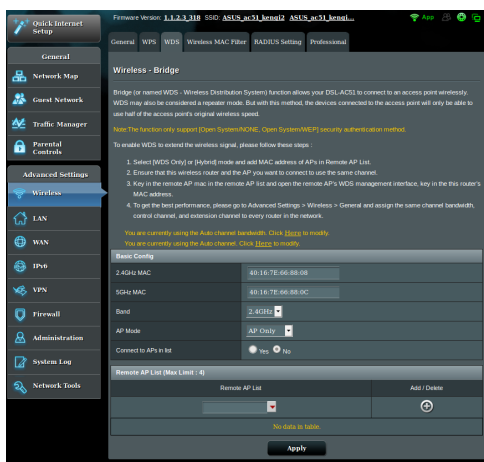 Quick Internet
Setup
Firmware Version: 1.1.2.3_318 SSID: ASUS_ac51_kengi2 ASUS_ac51_kengi...
App
General WPS WDS Wireless MAC Filter RADIUS Setting Professional
General
Network Map
Guest Network
Traffic Manager
Parental
Controls
Advanced Settings
Wireless
LAN
WAN
IPv6
VPN
Firewall
Administration
System Log
Network Tools
Wireless - Bridge
Bridge (or named WDS - Wireless Distribution System) function allows your DSL-AC51 to connect to an access point wirelessly.
WDS may also be considered a repeater mode. But with this method, the devices connected to the access point will only be able to
use half of the access point's original wireless speed.
Note:The function only support [Open System/NONE, Open System/WEP] security authentication method.
To enable WDS to extend the wireless signal, please follow these steps :
1. Select [WDS Only] or [Hybrid] mode and add MAC address of APs in Remote AP List.
2. Ensure that this wireless router and the AP you want to connect to use the same channel.
3. Key in the remote AP mac in the remote AP list and open the remote AP's WDS management interface, key in the this router's
MAC address.
4. To get the best performance, please go to Advanced Settings > Wireless > General and assign the same channel bandwidth,
control channel, and extension channel to every router in the network.
You are currently using the Auto channel bandwidth. Click Here to modify.
You are currently using the Auto channel. Click Here to modify.
Basic Config
2.4GHz MAC 40:16:7E:66:88:08
5GHz MAC 40:16:7E:66:88:0C
Band 2.4GHz
AP Mode AP Only
Connect to APs in list Yes No
Remote AP List (Max Limit : 4)
Remote AP List Add / Delete
No data in table.
Apply